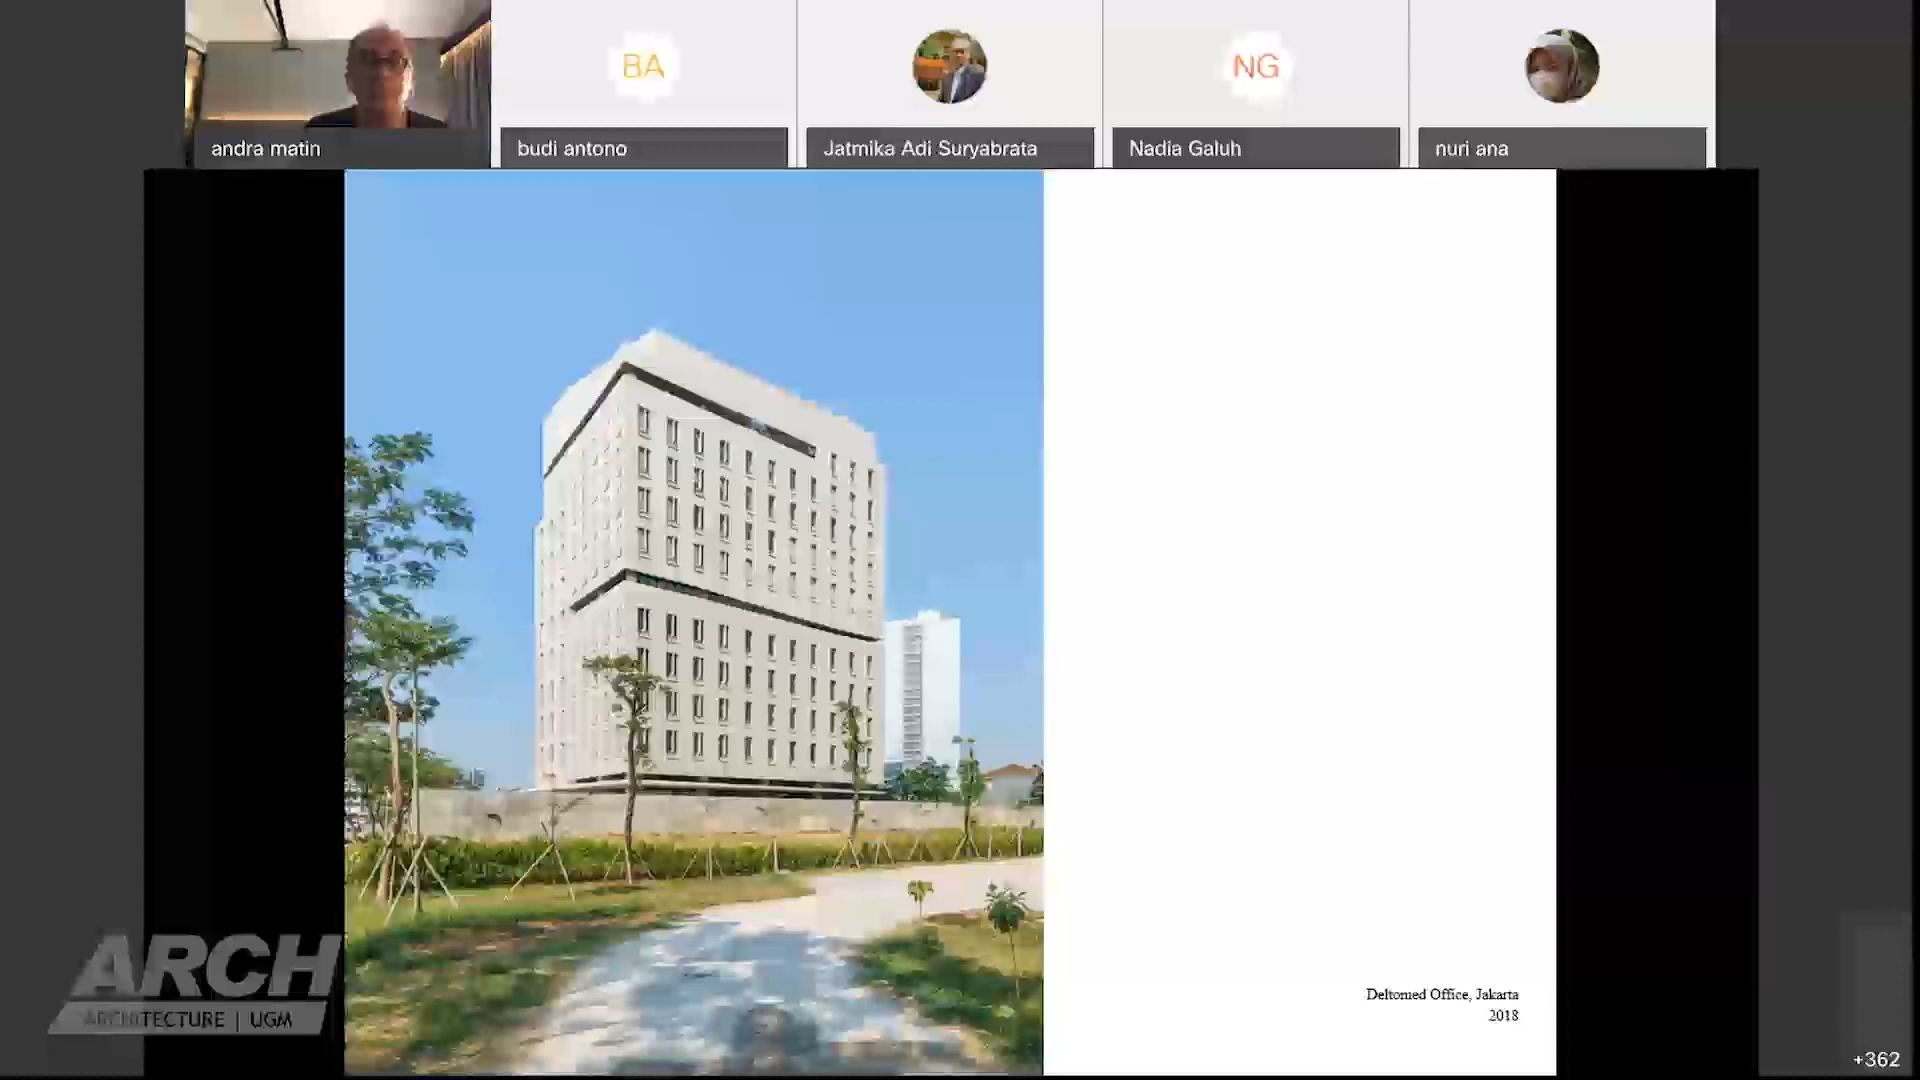 BA
NG
andra matin
budi antono
Jatmika Adi Suryabrata
Nadia Galuh
nuri ana
Deltomed Office, Jakarta
2018
ARCH
ARCHITECTURE | UGM
+362